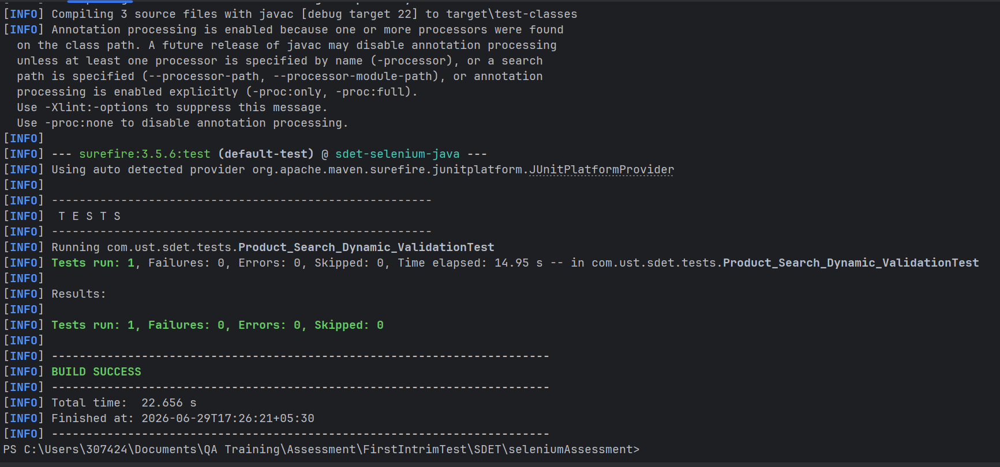 [INFO] Compiling 3 source files with javac [debug target 22] to target\test-classes
[INFO] Annotation processing is enabled because one or more processors were found
  on the class path. A future release of javac may disable annotation processing
  unless at least one processor is specified by name (-processor), or a search
  path is specified (--processor-path, --processor-module-path), or annotation
  processing is enabled explicitly (-proc:only, -proc:full).
  Use -Xlint:-options to suppress this message.
  Use -proc:none to disable annotation processing.
[INFO]
[INFO] --- surefire:3.5.6:test (default-test) @ sdet-selenium-java ---
[INFO] Using auto detected provider org.apache.maven.surefire.junitplatform.JUnitPlatformProvider
[INFO]
[INFO] -------------------------------------------------------
[INFO]  T E S T S
[INFO] -------------------------------------------------------
[INFO] Running com.ust.sdet.tests.Product_Search_Dynamic_ValidationTest
[INFO] Tests run: 1, Failures: 0, Errors: 0, Skipped: 0, Time elapsed: 14.95 s -- in com.ust.sdet.tests.Product_Search_Dynamic_ValidationTest
[INFO]
[INFO] Results:
[INFO]
[INFO] Tests run: 1, Failures: 0, Errors: 0, Skipped: 0
[INFO]
[INFO] ------------------------------------------------------------------------
[INFO] BUILD SUCCESS
[INFO] ------------------------------------------------------------------------
[INFO] Total time:  22.656 s
[INFO] Finished at: 2026-06-29T17:26:21+05:30
[INFO] ------------------------------------------------------------------------
PS C:\Users\307424\Documents\QA Training\Assessment\FirstIntrimTest\SDET\seleniumAssessment>